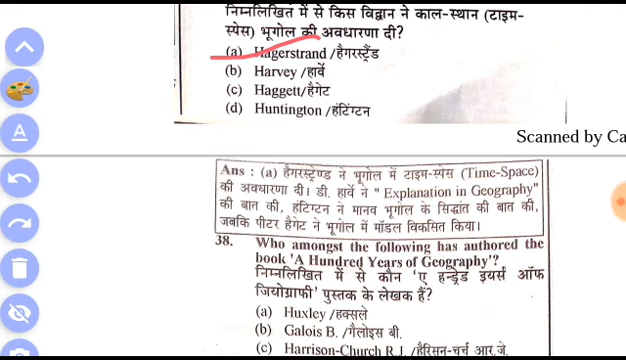 निम्नलिखित में से किस विद्वान ने काल-स्थान (टाइम-
स्पेस) भूगोल की अवधारणा दी?
(a) Hagerstrand /हैगरस्ट्रैंड
(b) Harvey /हार्वे
(c) Haggett/हैगेट
(d) Huntington /हंटिंग्टन
Scanned by Ca
Ans : (a) हैगरस्ट्रेण्ड ने भूगोल में टाइम-स्पेस (Time-Space)
की अवधारणा दी। डी. हार्वे ने " Explanation in Geography"
की बात की, हंटिग्टन ने मानव भूगोल के सिद्धांत की बात की,
जबकि पीटर हैगेट ने भूगोल में मॉडल विकसित किया।
38. Who amongst the following has authored the
book 'A Hundred Years of Geography'?
निम्नलिखित में से कौन 'ए हन्ड्रेड इयर्स ऑफ
जियोग्राफी' पुस्तक के लेखक हैं?
(a) Huxley /हक्सले
(b) Galois B. /गैलोइस बी.
(c) Harrison-Church R.J. /हैरिसन-चर्च आर.जे.
A